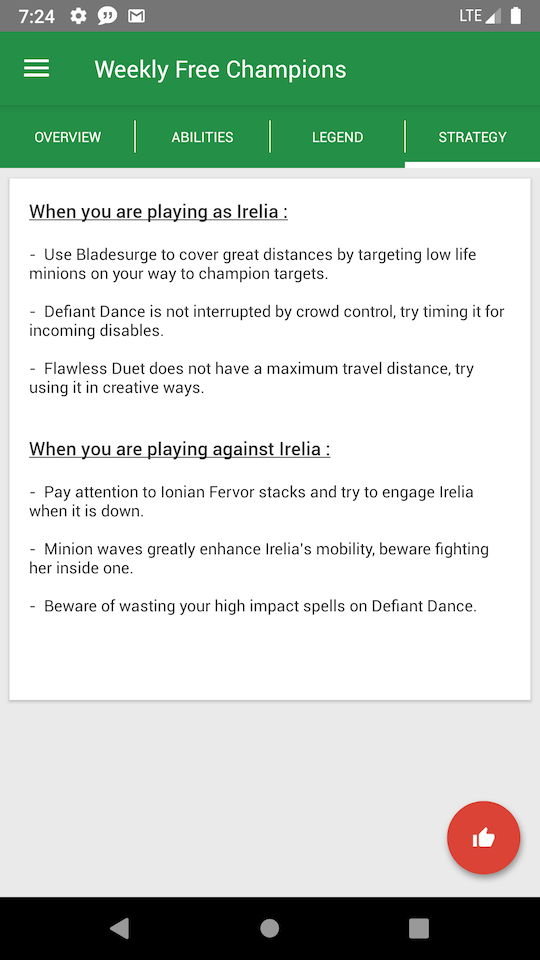 7:24
LTE
Weekly Free Champions
OVERVIEW
ABILITIES
LEGEND
STRATEGY
When you are playing as Irelia :
- Use Bladesurge to cover great distances by targeting low life
minions on your way to champion targets.
- Defiant Dance is not interrupted by crowd control, try timing it for
incoming disables.
- Flawless Duet does not have a maximum travel distance, try
using it in creative ways.
When you are playing against Irelia :
- Pay attention to Ionian Fervor stacks and try to engage Irelia
when it is down.
- Minion waves greatly enhance Irelia's mobility, beware fighting
her inside one.
- Beware of wasting your high impact spells on Defiant Dance.